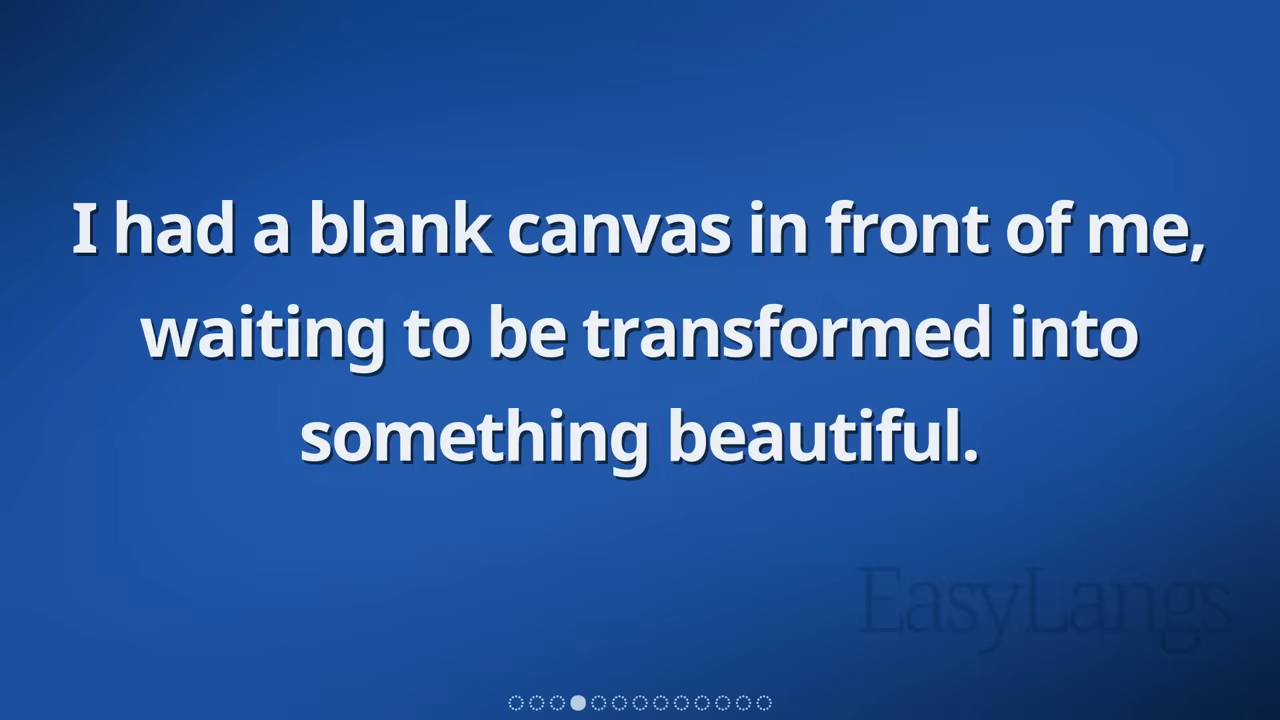 I had a blank canvas in front of me,
waiting to be transformed into
something beautiful.
EasyLangs